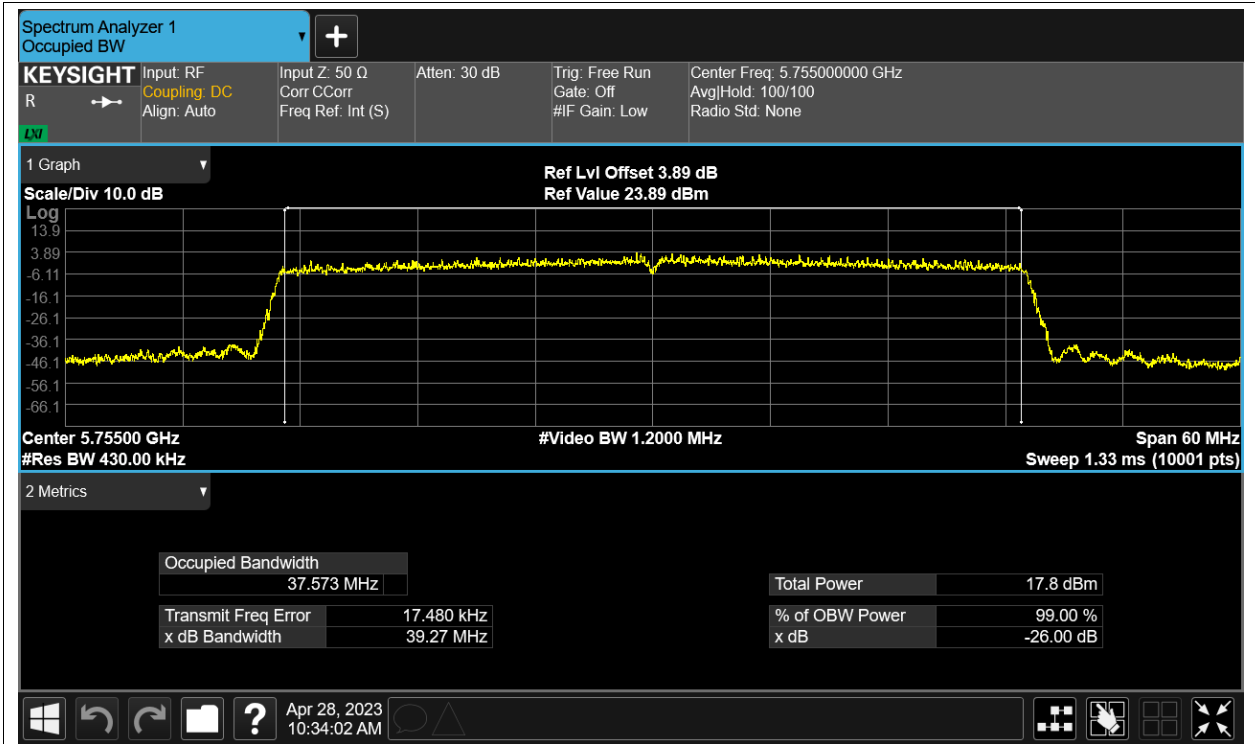 Spectrum Analyzer 1
Occupied BW
KEYSIGHT
R
LXI
Input: RF
Coupling: DC
Align: Auto
Input Z: 50 Ω
Corr CCorr
Freq Ref: Int (S)
Atten: 30 dB
Trig: Free Run
Gate: Off
#IF Gain: Low
Center Freq: 5.755000000 GHz
Avg|Hold: 100/100
Radio Std: None
1 Graph
Scale/Div 10.0 dB
Ref Lvl Offset 3.89 dB
Ref Value 23.89 dBm
Log
13.9
3.89
-6.11
-16.1
-26.1
-36.1
-46.1
-56.1
-66.1
Center 5.75500 GHz
#Res BW 430.00 kHz
#Video BW 1.2000 MHz
Span 60 MHz
Sweep 1.33 ms (10001 pts)
2 Metrics
Occupied Bandwidth
37.573 MHz
Transmit Freq Error 17.480 kHz
x dB Bandwidth 39.27 MHz
Total Power 17.8 dBm
% of OBW Power 99.00 %
x dB -26.00 dB
?
Apr 28, 2023
10:34:02 AM